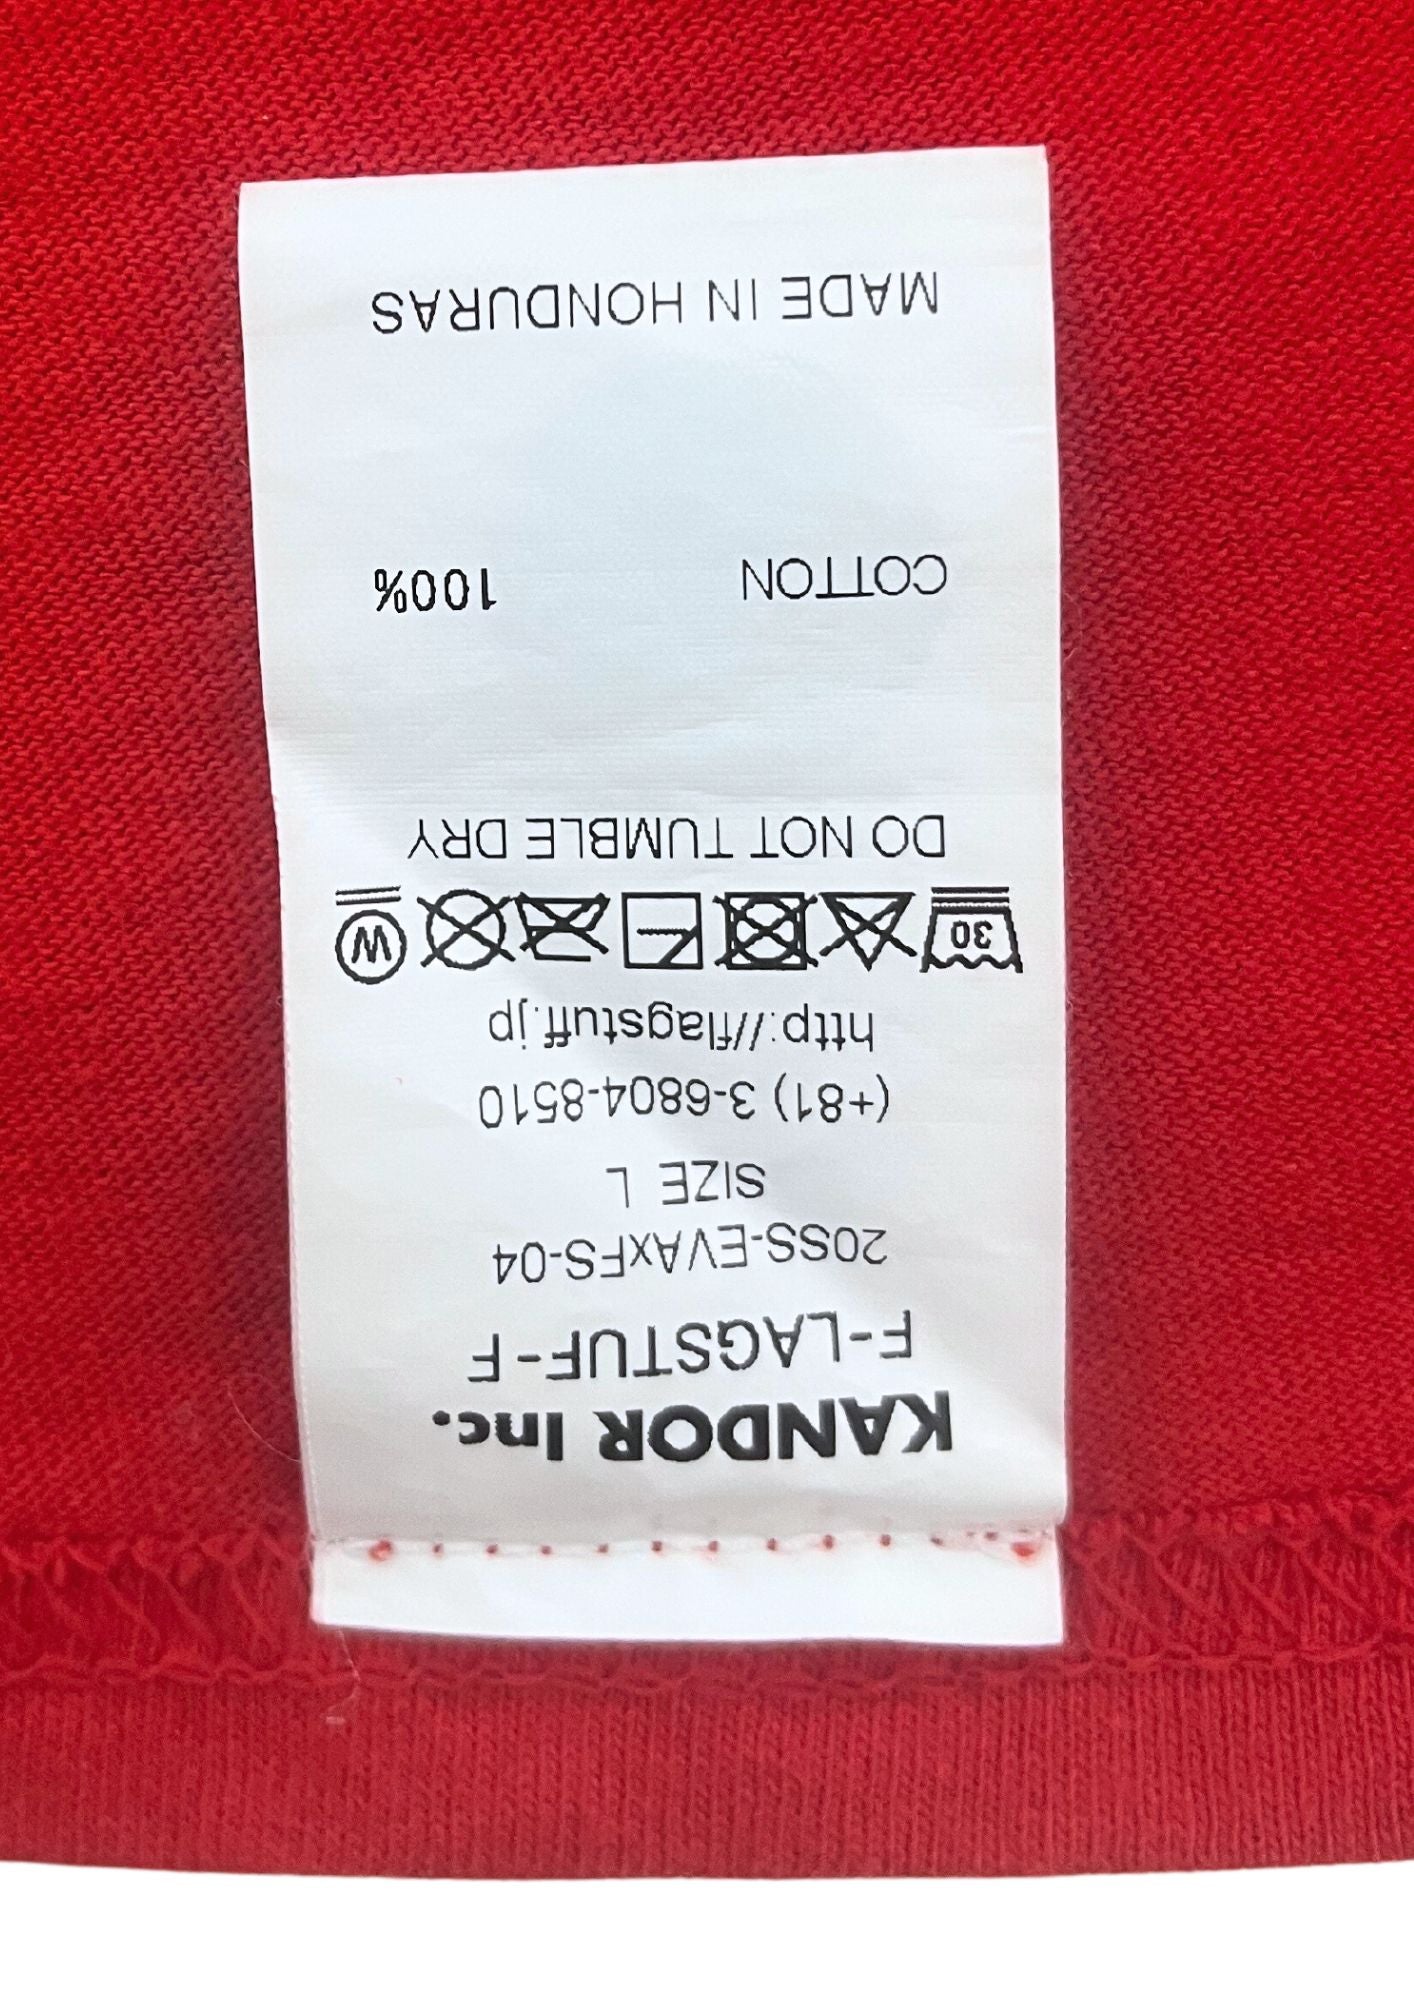 KANDOR Inc.
F-LAGSTUF-F
20SS-EVAxFS-04
SIZE L
(+81) 3-6804-8510
http://flagstuff.jp
30 W
DO NOT TUMBLE DRY
COTTON 100%
MADE IN HONDURAS